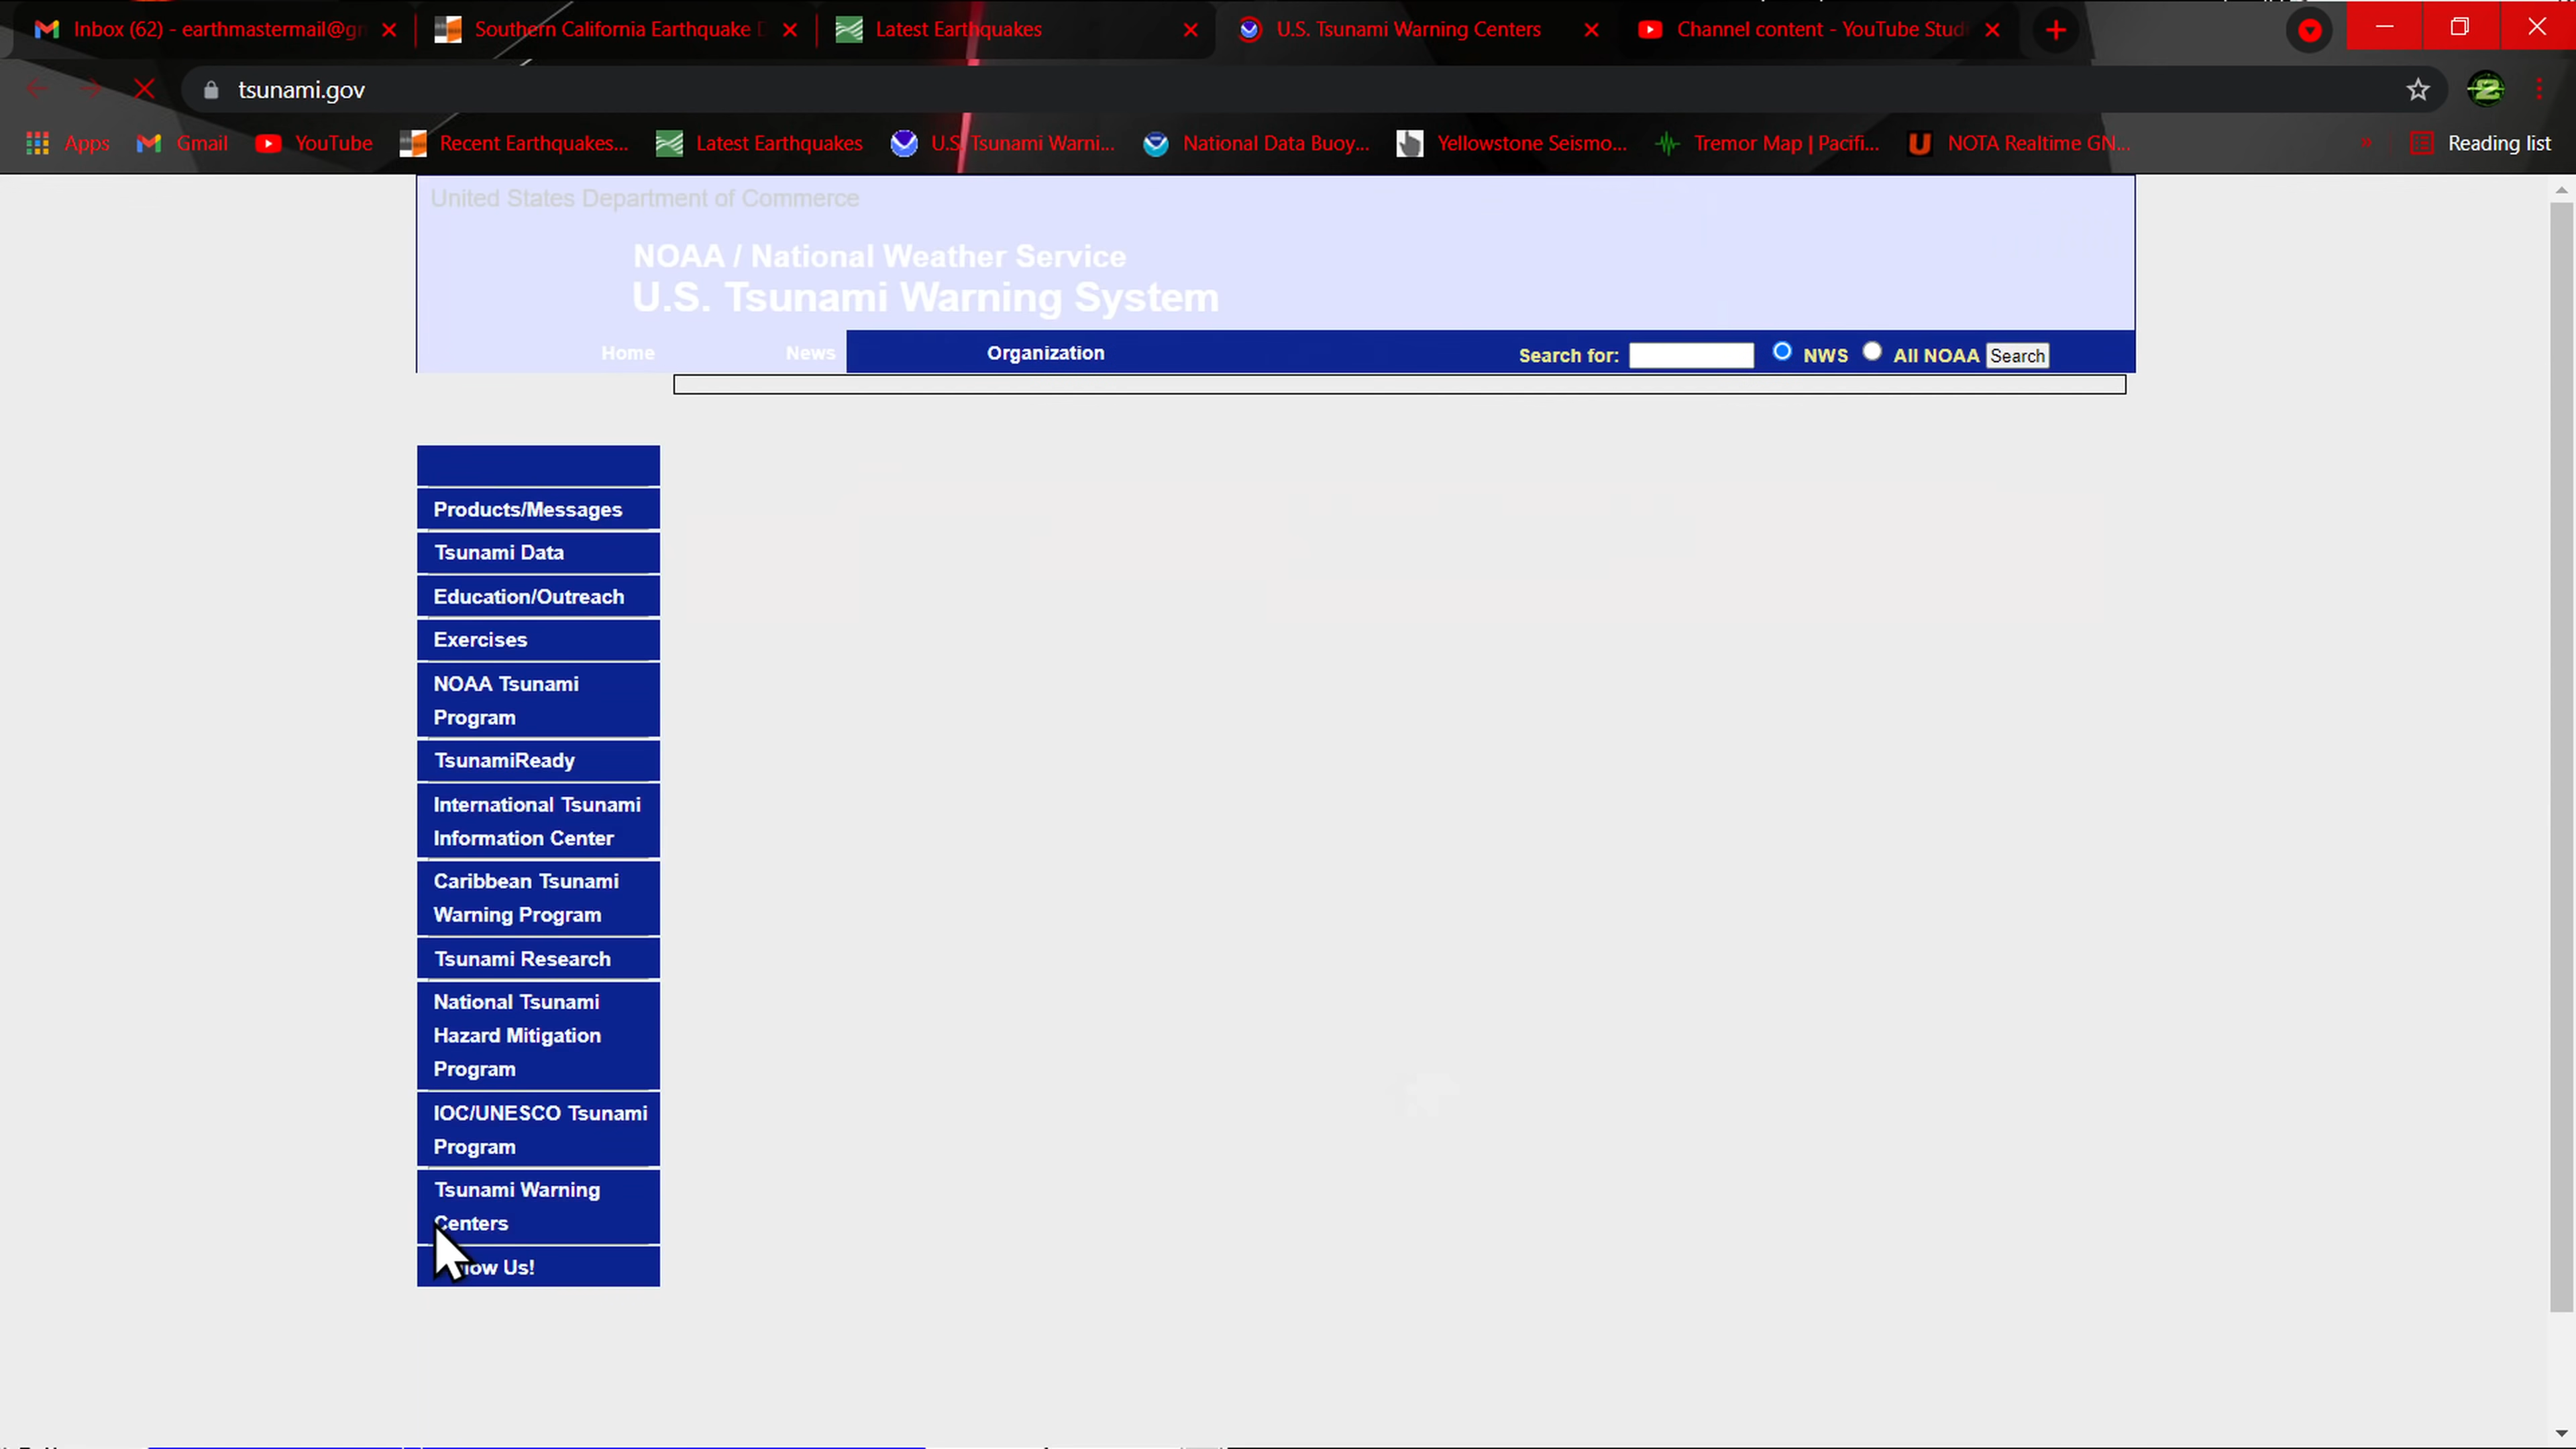 Inbox (62) - earthmastermail@gr
Southern California Earthquake D
Latest Earthquakes
U.S. Tsunami Warning Centers
Channel content - YouTube Stud
tsunami.gov
Apps
Gmail
YouTube
Recent Earthquakes...
Latest Earthquakes
U.S. Tsunami Warni...
National Data Buoy...
Yellowstone Seismo...
Tremor Map | Pacifi...
NOTA Realtime GN...
»
Reading list
United States Department of Commerce
NOAA / National Weather Service
U.S. Tsunami Warning System
Home
News
Organization
Search for:
NWS
All NOAA
Search
Products/Messages
Tsunami Data
Education/Outreach
Exercises
NOAA Tsunami
Program
TsunamiReady
International Tsunami
Information Center
Caribbean Tsunami
Warning Program
Tsunami Research
National Tsunami
Hazard Mitigation
Program
IOC/UNESCO Tsunami
Program
Tsunami Warning
Centers
low Us!